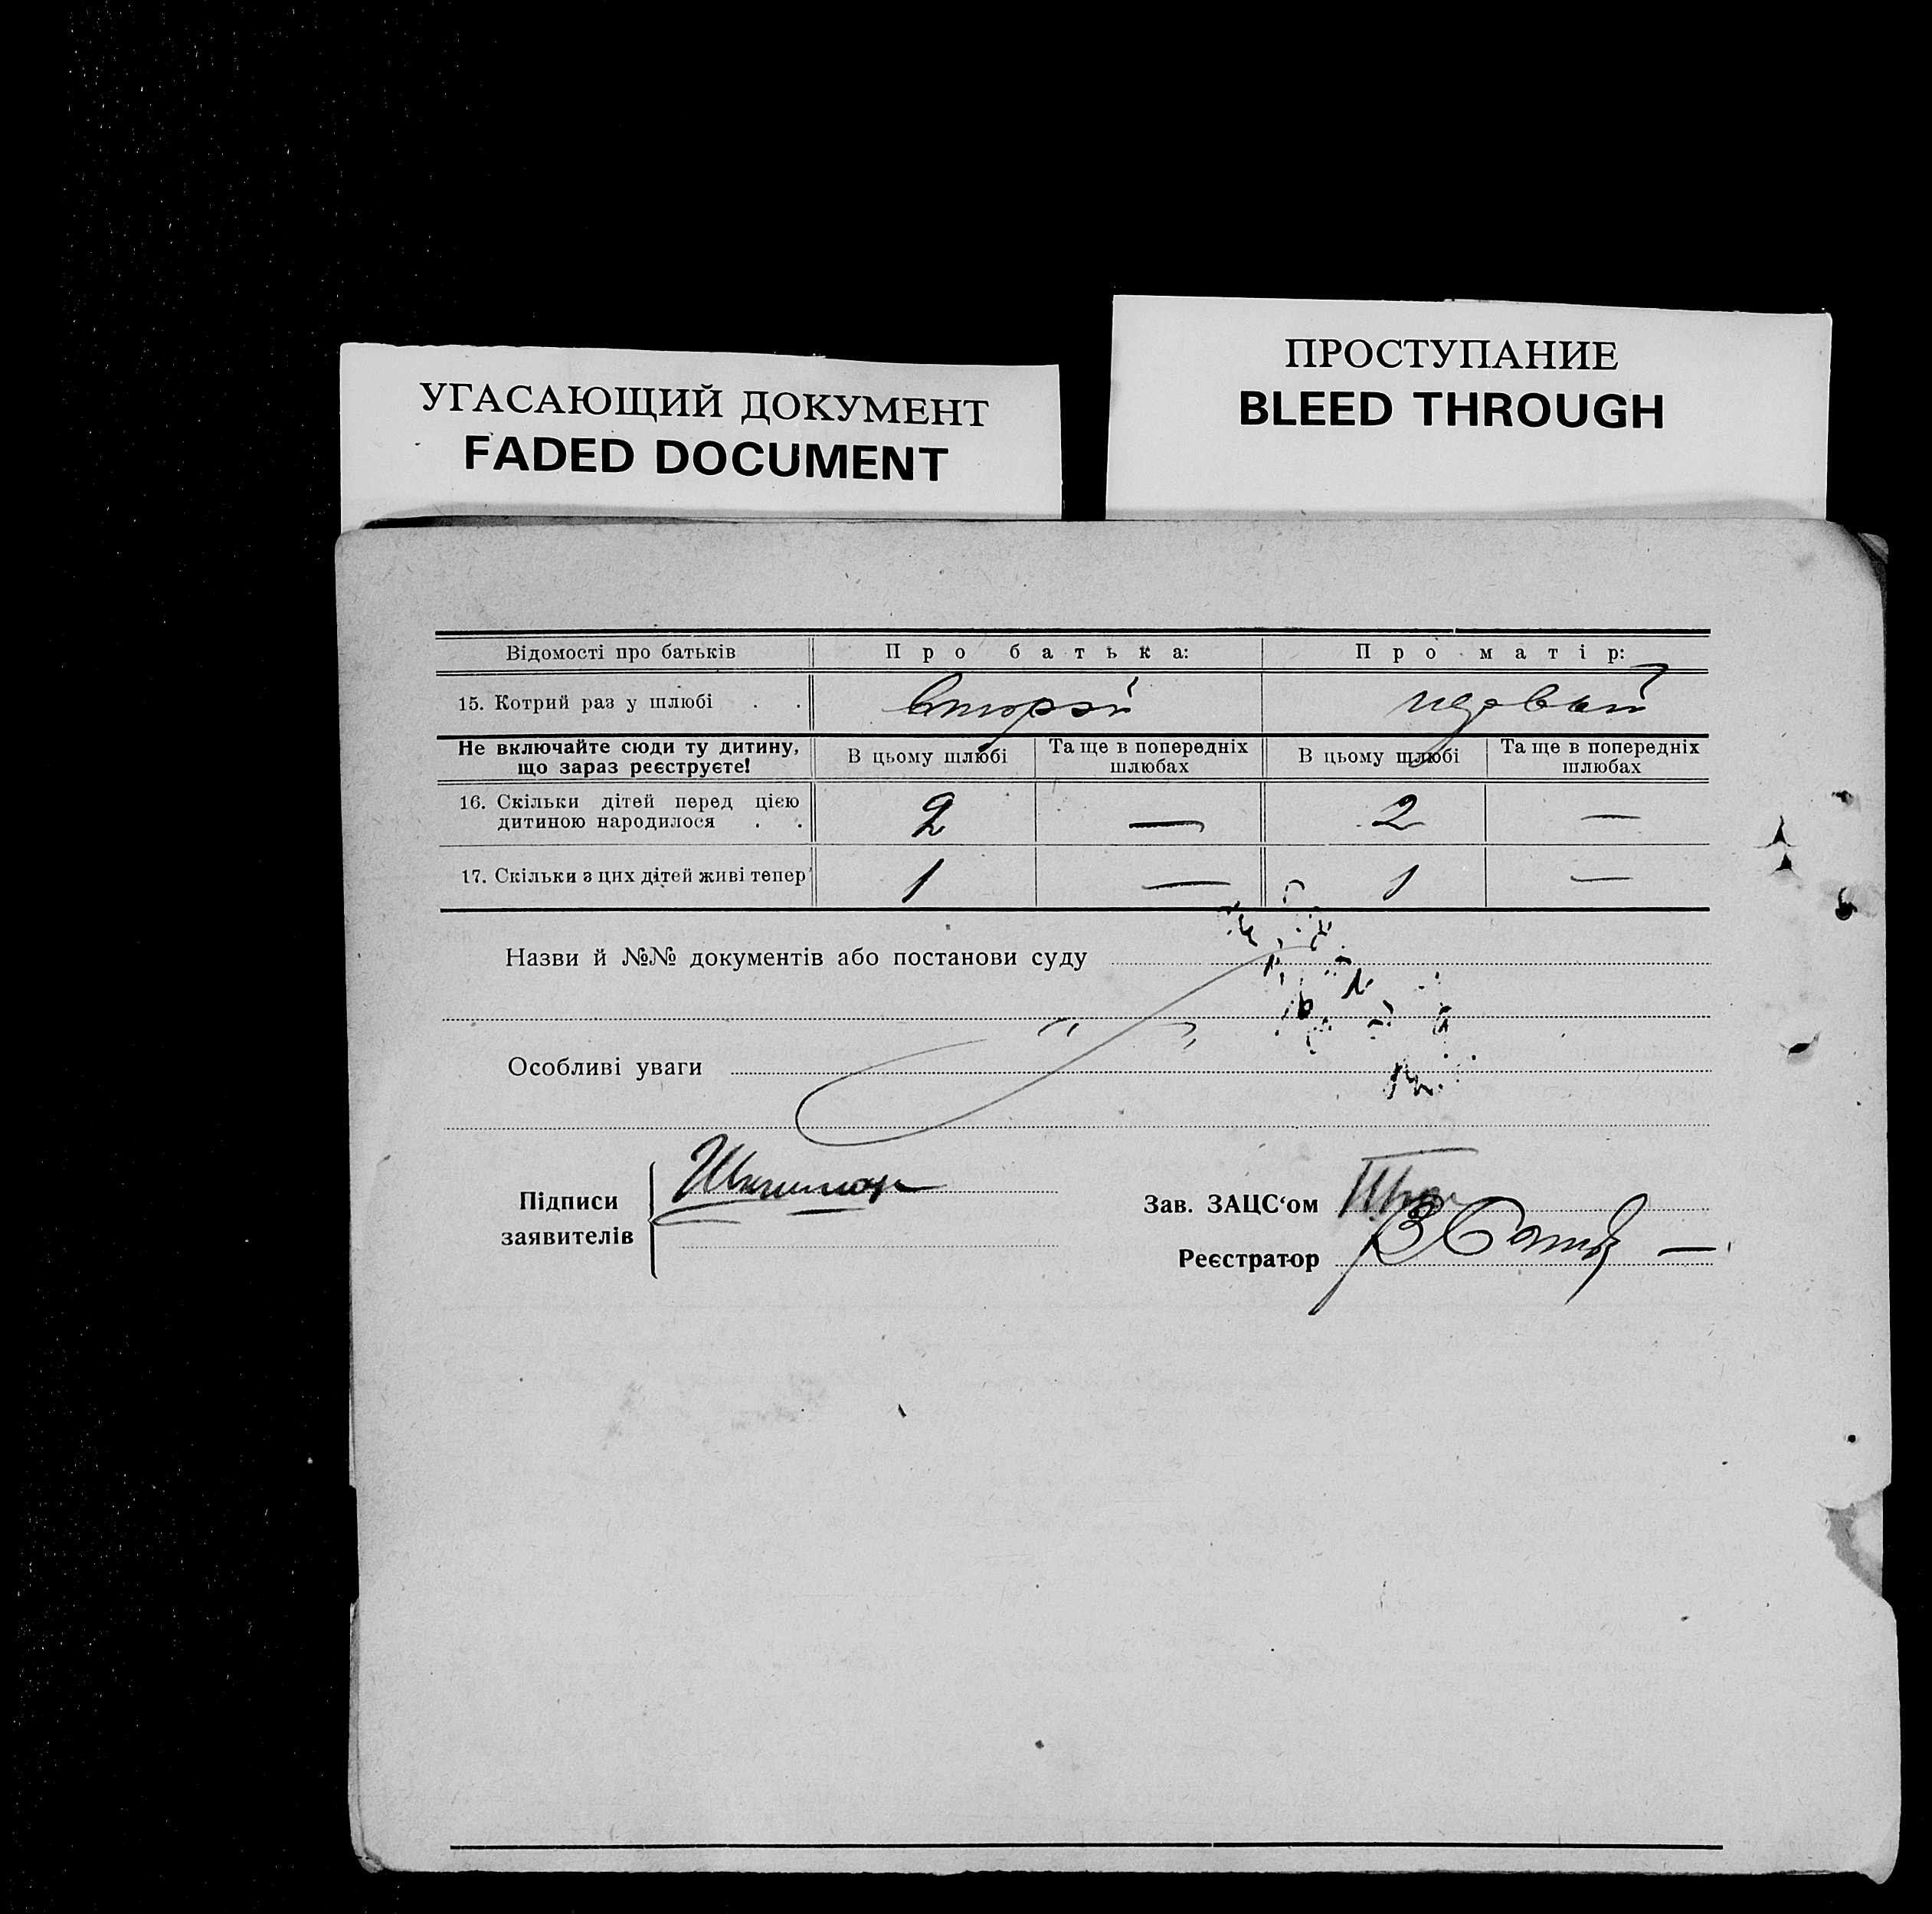 УГАСАЮЩИЙ ДОКУМЕНТ
FADED DOCUMENT
ПРОСТУПАНИЕ
BLEED THROUGH
Відомості про батьків Про батька: Про матір:
15. Котрий раз у шлюбі . . второй
Не включайте сюди ту дитину, що зараз реєструєте! В цьому шлюбі Та ще в попередніх шлюбах В цьому шлюбі Та ще в попередніх шлюбах
16. Скільки дітей перед цією дитиною народилося . . 2 — 2 —
17. Скільки з цих дітей живі тепер 1 — 1 —
Назви й №№ документів або постанови суду
Особливі уваги
Підписи заявителів
Зав. ЗАЦС‘ом
Реєстратор